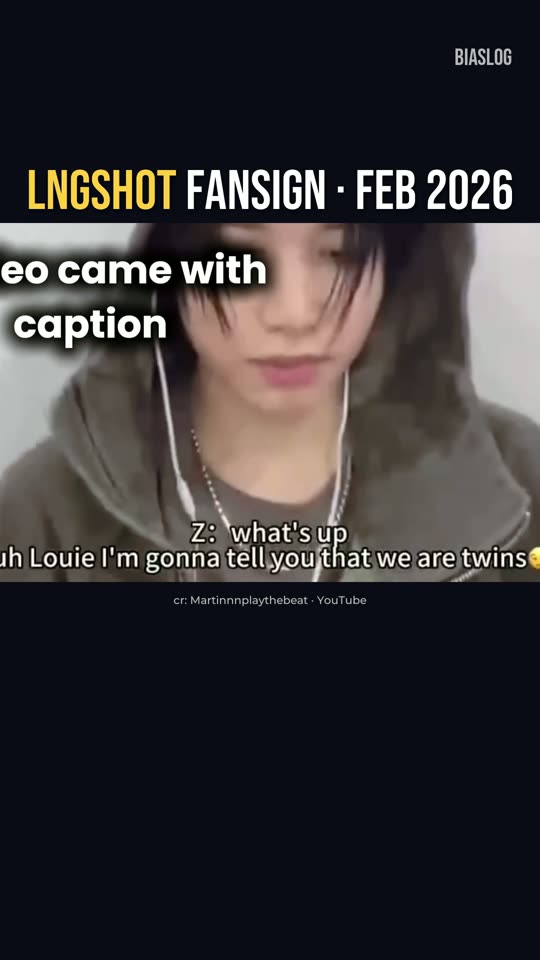 BIASLOG
LNGSHOT FANSIGN · FEB 2026
eo came with
caption
Z: what's up
uh Louie I'm gonna tell you that we are twins😉
cr: Martinnnplaythebeat · YouTube